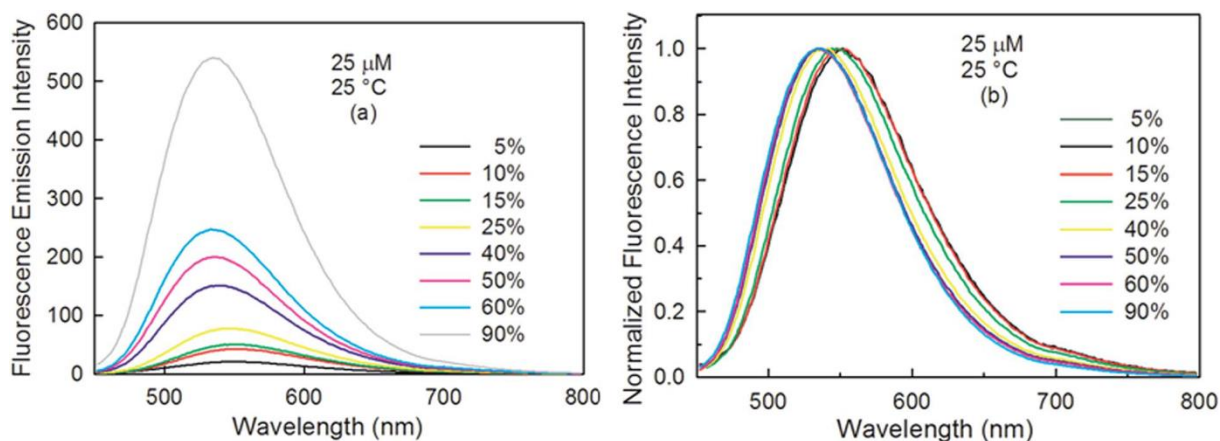 600
500
400
300
200
100
0
Fluorescence Emission Intensity
25 μM
25 °C
(a)
5%
10%
15%
25%
40%
50%
60%
90%
500 600 700 800
Wavelength (nm)
1.0
0.8
0.6
0.4
0.2
0.0
Normalized Fluorescence Intensity
25 μM
25 °C
(b)
5%
10%
15%
25%
40%
50%
60%
90%
500 600 700 800
Wavelength (nm)